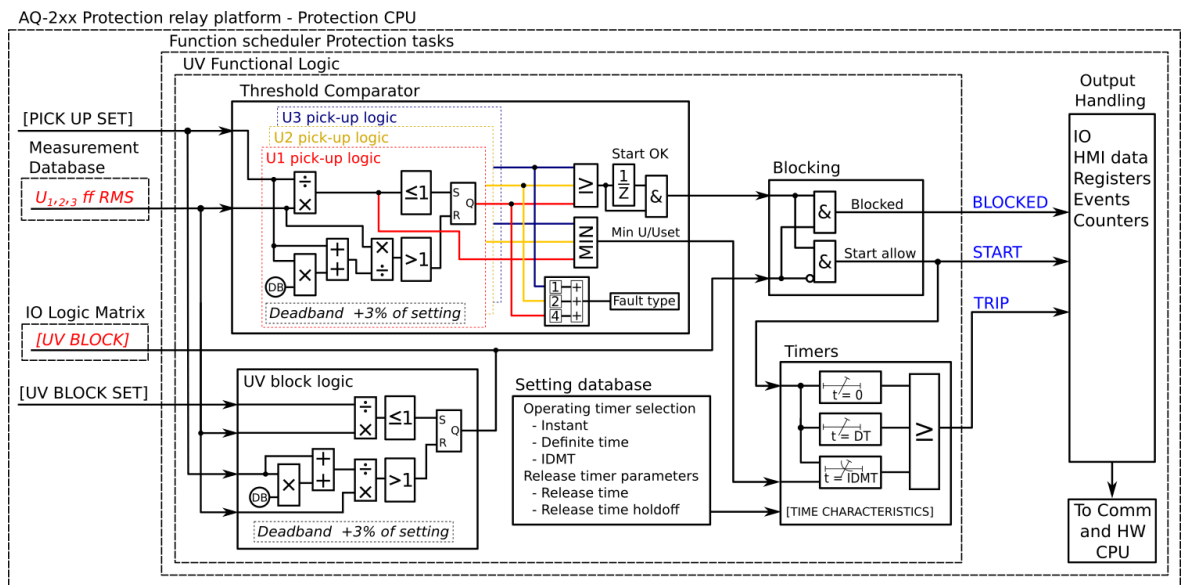 AQ-2xx Protection relay platform - Protection CPU
Function scheduler Protection tasks
UV Functional Logic
Threshold Comparator
[PICK UP SET]
Measurement
Database
U1,2,3 ff RMS
U3 pick-up logic
U2 pick-up logic
U1 pick-up logic
÷
×
≤1
S
R
Q
DB
×
+
+
×
÷
>1
Deadband +3% of setting
≥
Start OK
1
Z
&
MIN
Min U/Uset
1 +
2 +
4 +
Fault type
Blocking
&
Blocked
&
Start allow
BLOCKED
START
TRIP
Output
Handling
IO
HMI data
Registers
Events
Counters
To Comm
and HW
CPU
IO Logic Matrix
[UV BLOCK]
[UV BLOCK SET]
UV block logic
÷
×
≤1
S
R
Q
DB
×
+
+
÷
×
>1
Deadband +3% of setting
Setting database
Operating timer selection
- Instant
- Definite time
- IDMT
Release timer parameters
- Release time
- Release time holdoff
Timers
t = 0
t = DT
t = IDMT
≥
[TIME CHARACTERISTICS]